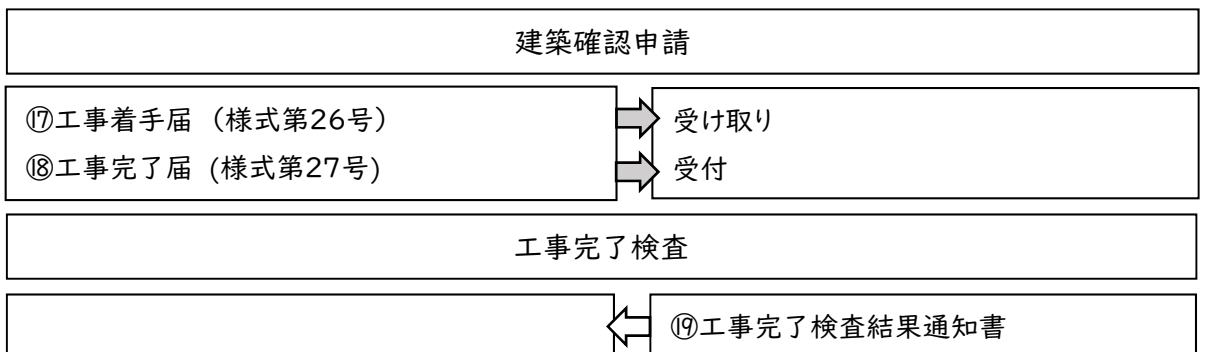 建築確認申請
⑰工事着手届（様式第26号）
受け取り
⑱工事完了届 (様式第27号)
受付
工事完了検査
⑲工事完了検査結果通知書